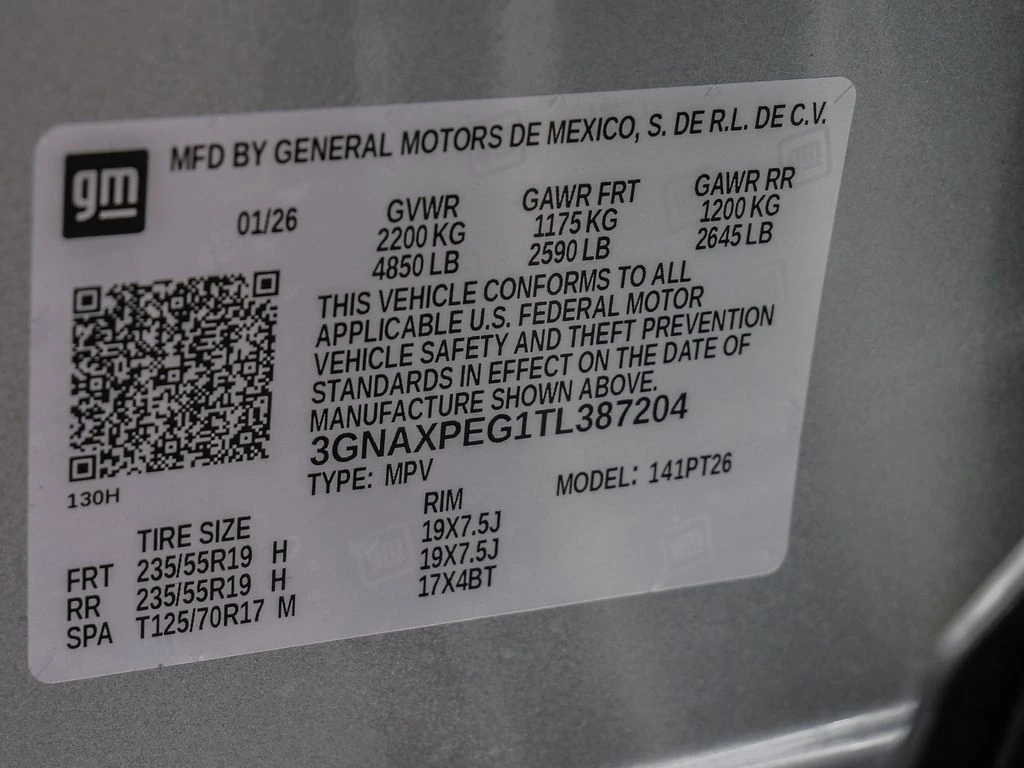 gm
MFD BY GENERAL MOTORS DE MEXICO, S. DE R.L. DE C.V.
01/26
GVWR
2200 KG
4850 LB
GAWR FRT
1175 KG
2590 LB
GAWR RR
1200 KG
2645 LB
THIS VEHICLE CONFORMS TO ALL
APPLICABLE U.S. FEDERAL MOTOR
VEHICLE SAFETY AND THEFT PREVENTION
STANDARDS IN EFFECT ON THE DATE OF
MANUFACTURE SHOWN ABOVE.
3GNAXPEG1TL387204
TYPE: MPV MODEL: 141PT26
130H
TIRE SIZE RIM
FRT 235/55R19 H 19X7.5J
RR 235/55R19 H 19X7.5J
SPA T125/70R17 M 17X4BT